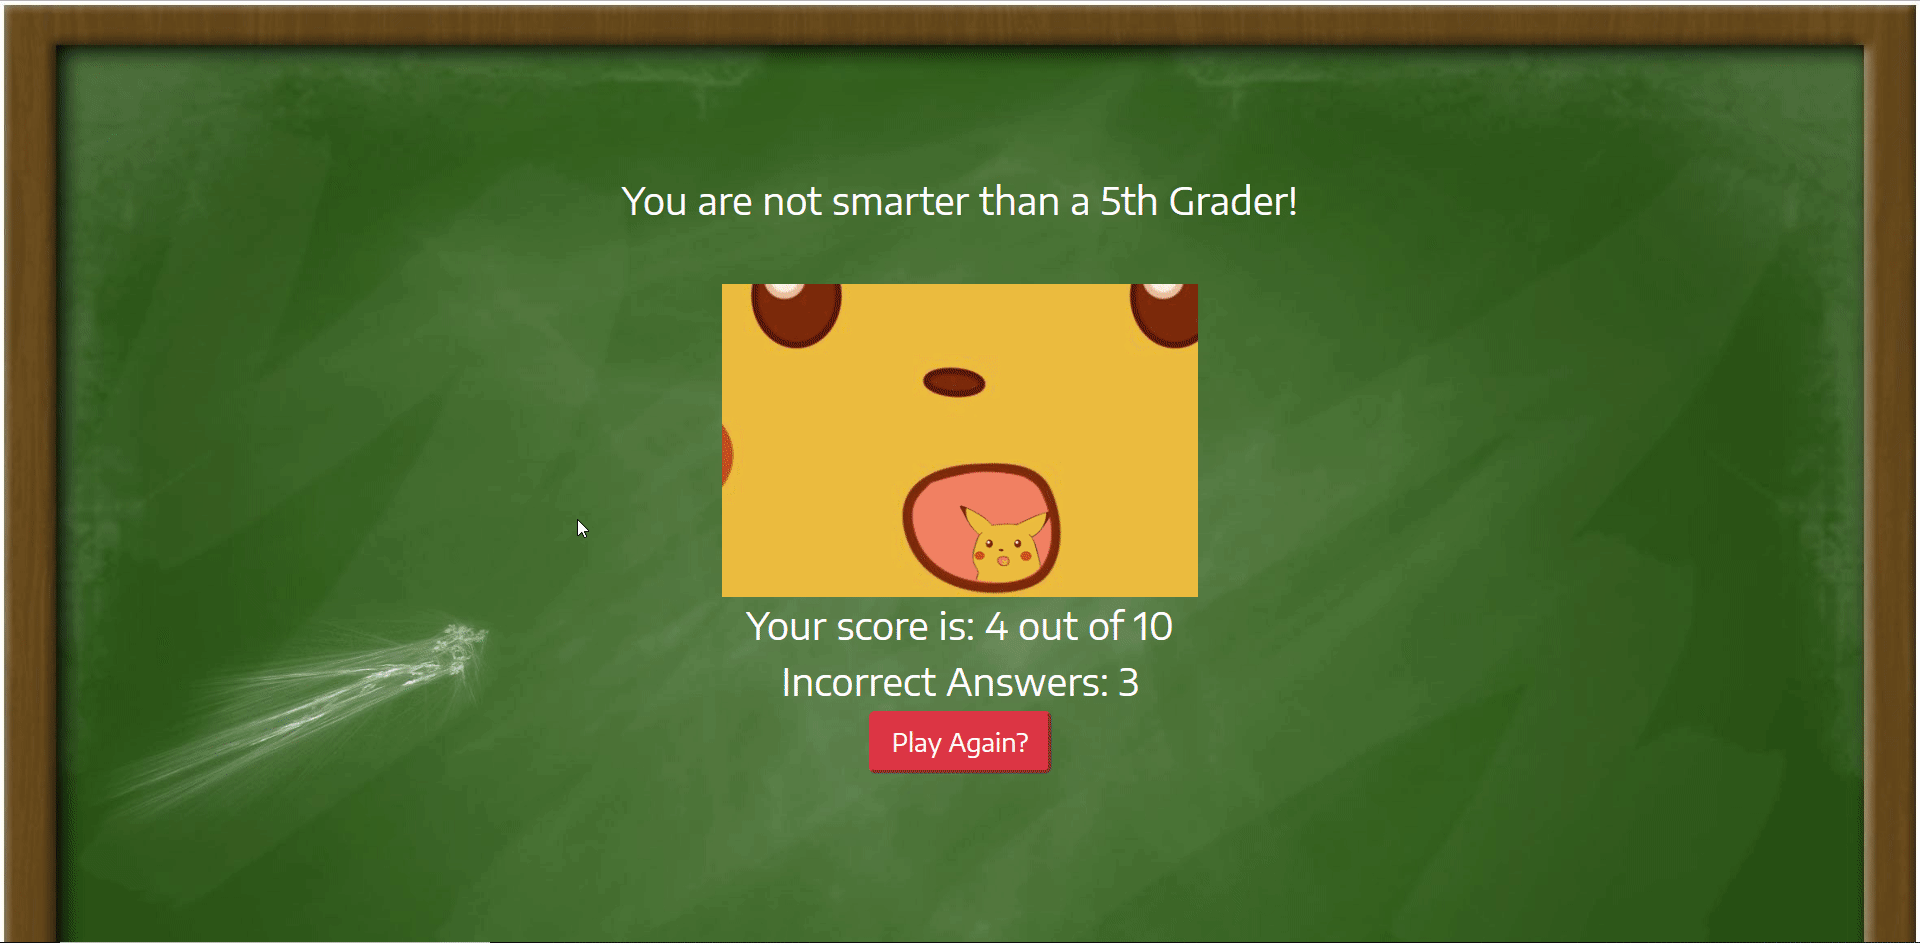 You are not smarter than a 5th Grader!
Your score is: 4 out of 10
Incorrect Answers: 3
Play Again?